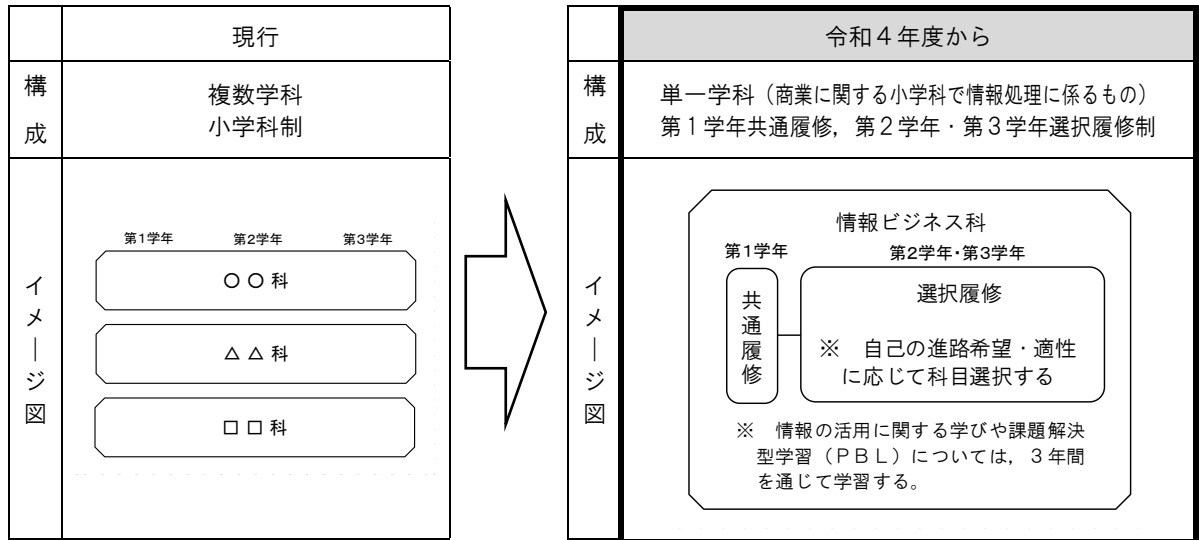 現行
構成
複数学科
小学科制
イメージ図
第1学年 第2学年 第3学年
〇〇科
△△科
□□科
令和４年度から
構成
単一学科（商業に関する小学科で情報処理に係るもの）
第１学年共通履修，第２学年・第３学年選択履修制
イメージ図
情報ビジネス科
第1学年 第2学年・第3学年
共通履修
選択履修
※ 自己の進路希望・適性
に応じて科目選択する
※ 情報の活用に関する学びや課題解決
型学習（ＰＢＬ）については，３年間
を通じて学習する。